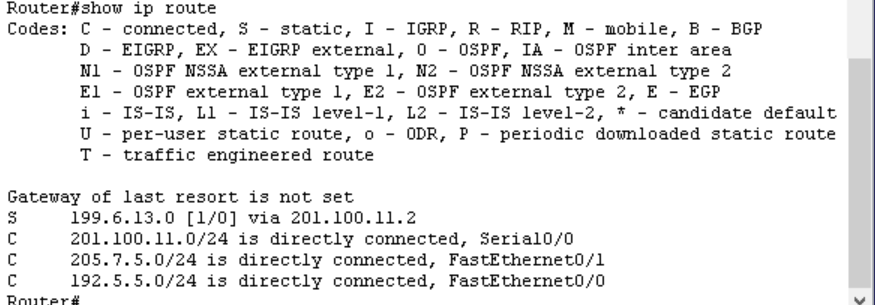 Router#show ip route
Codes: C - connected, S - static, I - IGRP, R - RIP, M - mobile, B - BGP
D - EIGRP, EX - EIGRP external, O - OSPF, IA - OSPF inter area
N1 - OSPF NSSA external type 1, N2 - OSPF NSSA external type 2
E1 - OSPF external type 1, E2 - OSPF external type 2, E - EGP
i - IS-IS, L1 - IS-IS level-1, L2 - IS-IS level-2, * - candidate default
U - per-user static route, o - ODR, P - periodic downloaded static route
T - traffic engineered route
Gateway of last resort is not set
S 199.6.13.0 [1/0] via 201.100.11.2
C 201.100.11.0/24 is directly connected, Serial0/0
C 205.7.5.0/24 is directly connected, FastEthernet0/1
C 192.5.5.0/24 is directly connected, FastEthernet0/0
Router#